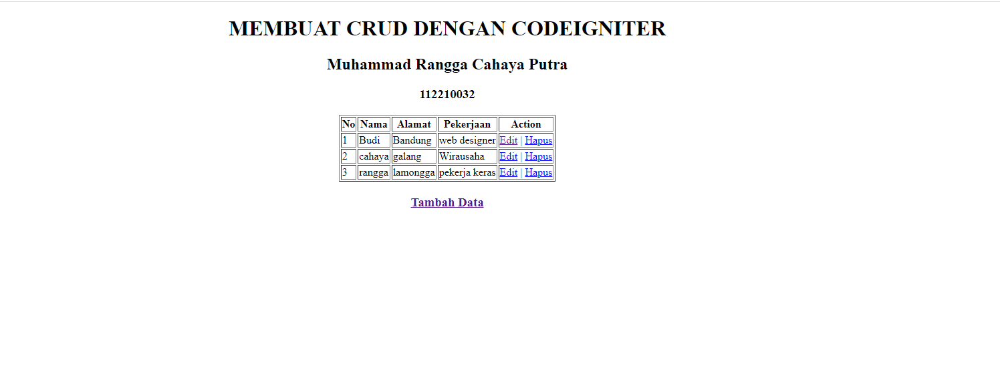 MEMBUAT CRUD DENGAN CODEIGNITER
Muhammad Rangga Cahaya Putra
112210032
No Nama Alamat Pekerjaan Action
1 Budi Bandung web designer Edit | Hapus
2 cahaya galang Wirausaha Edit | Hapus
3 rangga lamongga pekerja keras Edit | Hapus
Tambah Data